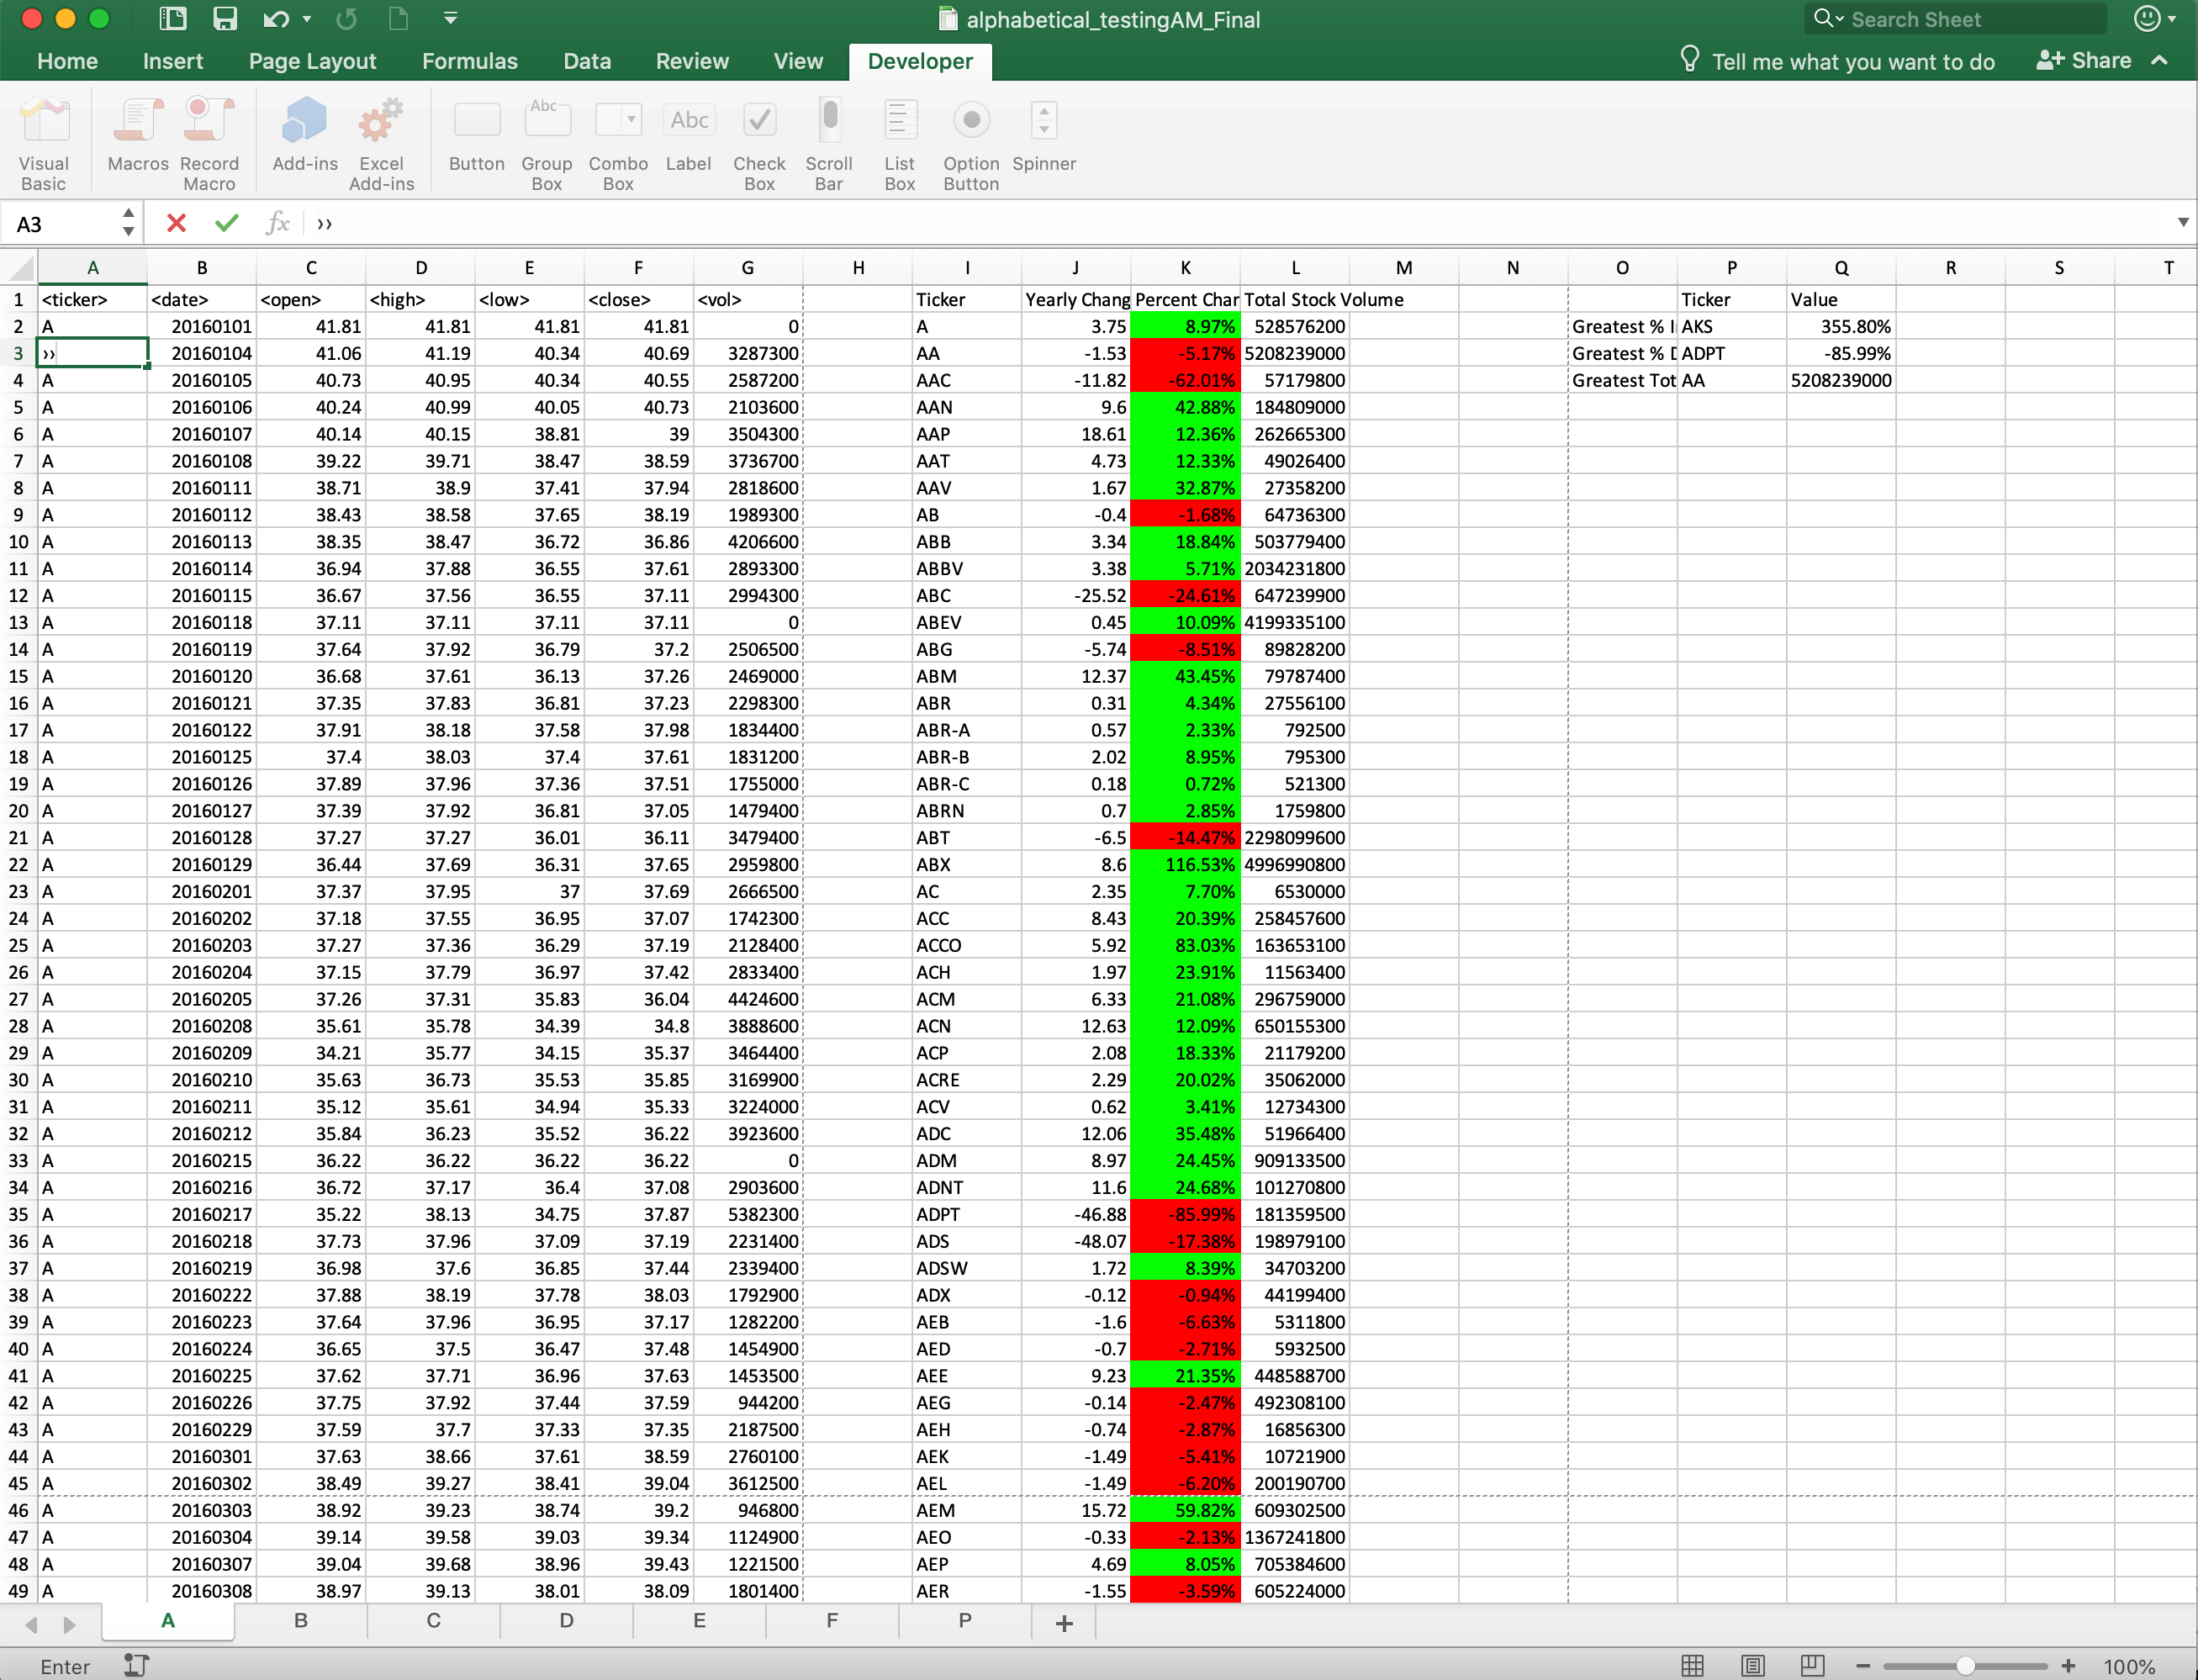 alphabetical_testingAM_Final
Search Sheet
Home Insert Page Layout Formulas Data Review View Developer Tell me what you want to do Share
Visual Basic Macros Record Macro Add-ins Excel Add-ins Button Group Box Combo Box Label Check Box Scroll Bar List Box Option Button Spinner
Abc Abc
A3 fx ››
A B C D E F G H I J K L M N O P Q R S T
1 <ticker> <date> <open> <high> <low> <close> <vol> Ticker Yearly Chang Percent Char Total Stock Volume Ticker Value
2 A 20160101 41.81 41.81 41.81 41.81 0 A 3.75 8.97% 528576200 Greatest % I AKS 355.80%
3 ›› 20160104 41.06 41.19 40.34 40.69 3287300 AA -1.53 -5.17% 5208239000 Greatest % D ADPT -85.99%
4 A 20160105 40.73 40.95 40.34 40.55 2587200 AAC -11.82 -62.01% 57179800 Greatest Tot AA 5208239000
5 A 20160106 40.24 40.99 40.05 40.73 2103600 AAN 9.6 42.88% 184809000
6 A 20160107 40.14 40.15 38.81 39 3504300 AAP 18.61 12.36% 262665300
7 A 20160108 39.22 39.71 38.47 38.59 3736700 AAT 4.73 12.33% 49026400
8 A 20160111 38.71 38.9 37.41 37.94 2818600 AAV 1.67 32.87% 27358200
9 A 20160112 38.43 38.58 37.65 38.19 1989300 AB -0.4 -1.68% 64736300
10 A 20160113 38.35 38.47 36.72 36.86 4206600 ABB 3.34 18.84% 503779400
11 A 20160114 36.94 37.88 36.55 37.61 2893300 ABBV 3.38 5.71% 2034231800
12 A 20160115 36.67 37.56 36.55 37.11 2994300 ABC -25.52 -24.61% 647239900
13 A 20160118 37.11 37.11 37.11 37.11 0 ABEV 0.45 10.09% 4199335100
14 A 20160119 37.64 37.92 36.79 37.2 2506500 ABG -5.74 -8.51% 89828200
15 A 20160120 36.68 37.61 36.13 37.26 2469000 ABM 12.37 43.45% 79787400
16 A 20160121 37.35 37.83 36.81 37.23 2298300 ABR 0.31 4.34% 27556100
17 A 20160122 37.91 38.18 37.58 37.98 1834400 ABR-A 0.57 2.33% 792500
18 A 20160125 37.4 38.03 37.4 37.61 1831200 ABR-B 2.02 8.95% 795300
19 A 20160126 37.89 37.96 37.36 37.51 1755000 ABR-C 0.18 0.72% 521300
20 A 20160127 37.39 37.92 36.81 37.05 1479400 ABRN 0.7 2.85% 1759800
21 A 20160128 37.27 37.27 36.01 36.11 3479400 ABT -6.5 -14.47% 2298099600
22 A 20160129 36.44 37.69 36.31 37.65 2959800 ABX 8.6 116.53% 4996990800
23 A 20160201 37.37 37.95 37 37.69 2666500 AC 2.35 7.70% 6530000
24 A 20160202 37.18 37.55 36.95 37.07 1742300 ACC 8.43 20.39% 258457600
25 A 20160203 37.27 37.36 36.29 37.19 2128400 ACCO 5.92 83.03% 163653100
26 A 20160204 37.15 37.79 36.97 37.42 2833400 ACH 1.97 23.91% 11563400
27 A 20160205 37.26 37.31 35.83 36.04 4424600 ACM 6.33 21.08% 296759000
28 A 20160208 35.61 35.78 34.39 34.8 3888600 ACN 12.63 12.09% 650155300
29 A 20160209 34.21 35.77 34.15 35.37 3464400 ACP 2.08 18.33% 21179200
30 A 20160210 35.63 36.73 35.53 35.85 3169900 ACRE 2.29 20.02% 35062000
31 A 20160211 35.12 35.61 34.94 35.33 3224000 ACV 0.62 3.41% 12734300
32 A 20160212 35.84 36.23 35.52 36.22 3923600 ADC 12.06 35.48% 51966400
33 A 20160215 36.22 36.22 36.22 36.22 0 ADM 8.97 24.45% 909133500
34 A 20160216 36.72 37.17 36.4 37.08 2903600 ADNT 11.6 24.68% 101270800
35 A 20160217 35.22 38.13 34.75 37.87 5382300 ADPT -46.88 -85.99% 181359500
36 A 20160218 37.73 37.96 37.09 37.19 2231400 ADS -48.07 -17.38% 198979100
37 A 20160219 36.98 37.6 36.85 37.44 2339400 ADSW 1.72 8.39% 34703200
38 A 20160222 37.88 38.19 37.78 38.03 1792900 ADX -0.12 -0.94% 44199400
39 A 20160223 37.64 37.96 36.95 37.17 1282200 AEB -1.6 -6.63% 5311800
40 A 20160224 36.65 37.5 36.47 37.48 1454900 AED -0.7 -2.71% 5932500
41 A 20160225 37.62 37.71 36.96 37.63 1453500 AEE 9.23 21.35% 448588700
42 A 20160226 37.75 37.92 37.44 37.59 944200 AEG -0.14 -2.47% 492308100
43 A 20160229 37.59 37.7 37.33 37.35 2187500 AEH -0.74 -2.87% 16856300
44 A 20160301 37.63 38.66 37.61 38.59 2760100 AEK -1.49 -5.41% 10721900
45 A 20160302 38.49 39.27 38.41 39.04 3612500 AEL -1.49 -6.20% 200190700
46 A 20160303 38.92 39.23 38.74 39.2 946800 AEM 15.72 59.82% 609302500
47 A 20160304 39.14 39.58 39.03 39.34 1124900 AEO -0.33 -2.13% 1367241800
48 A 20160307 39.04 39.68 38.96 39.43 1221500 AEP 4.69 8.05% 705384600
49 A 20160308 38.97 39.13 38.01 38.09 1801400 AER -1.55 -3.59% 605224000
A B C D E F P +
Enter 100%